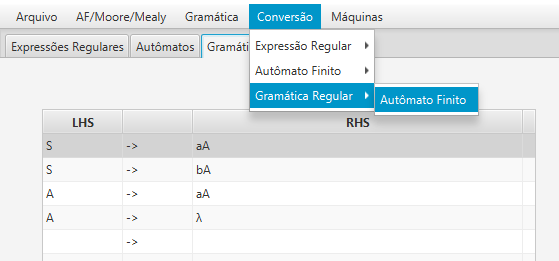 Arquivo AF/Moore/Mealy Gramática Conversão Máquinas
Expressões Regulares Autômatos Gramáti
Expressão Regular
Autômato Finito
Gramática Regular Autômato Finito
LHS RHS
S -> aA
S -> bA
A -> aA
A -> λ
->